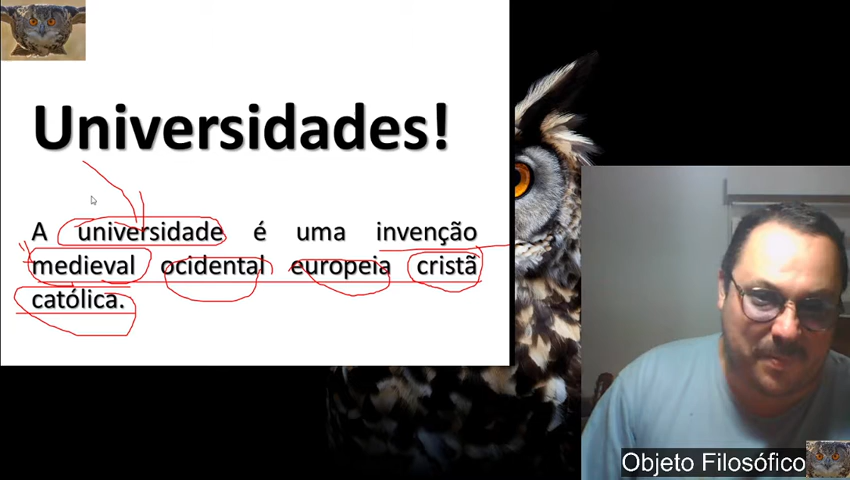 Universidades!
A universidade é uma invenção
medieval ocidental europeia cristã
católica.
Objeto Filosófico